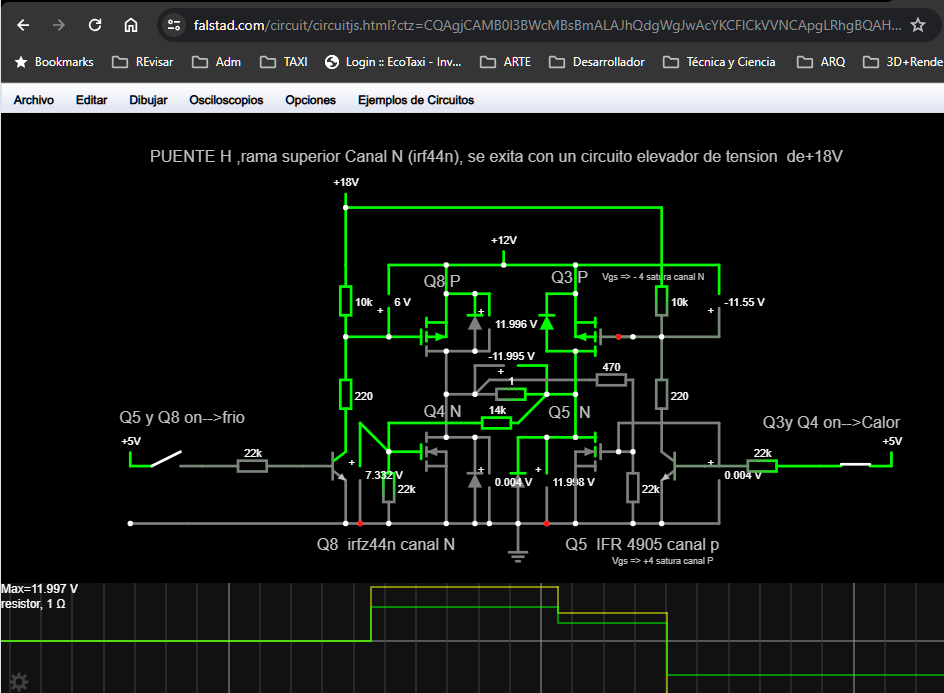 falstad.com/circuit/circuitjs.html?ctz=CQAgjCAMB0I3BWcMBsBmALAJhQdgWgJwAcYKCFICkVVNCApgLRhgBQAH...
Bookmarks REvisar Adm TAXI Login :: EcoTaxi - Inv... ARTE Desarrollador Técnica y Ciencia ARQ 3D+Rende
Archivo Editar Dibujar Osciloscopios Opciones Ejemplos de Circuitos
PUENTE H ,rama superior Canal N (irf44n), se exita con un circuito elevador de tension de+18V
+18V
+12V
Q8 P
Q3 P
Vgs => - 4 satura canal N
10k
6 V
+
+
11.996 V
10k
-11.55 V
+
-11.995 V
+
470
1
220
14k
220
Q5 y Q8 on-->frio
Q4 N
Q5 N
Q3y Q4 on-->Calor
+5V
+5V
22k
+
7.332 V
22k
+
0.004 V
+
11.998 V
22k
+
0.004 V
22k
Q8 irfz44n canal N
Q5 IFR 4905 canal p
Vgs => +4 satura canal P
Max=11.997 V
resistor, 1 Ω